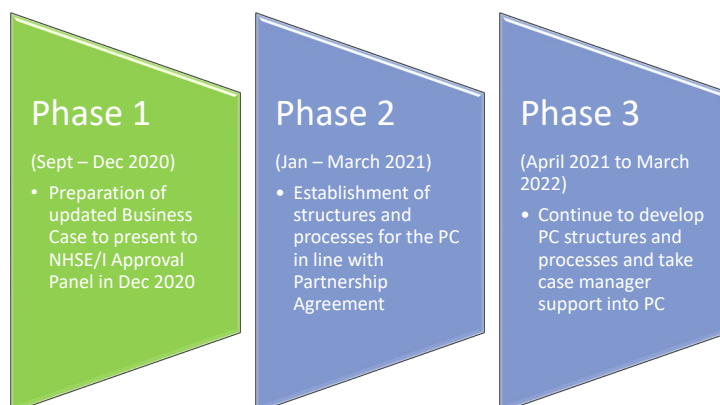 Phase 1
(Sept – Dec 2020)
• Preparation of
updated Business
Case to present to
NHSE/I Approval
Panel in Dec 2020
Phase 2
(Jan – March 2021)
• Establishment of
structures and
processes for the PC
in line with
Partnership
Agreement
Phase 3
(April 2021 to March
2022)
• Continue to develop
PC structures and
processes and take
case manager
support into PC